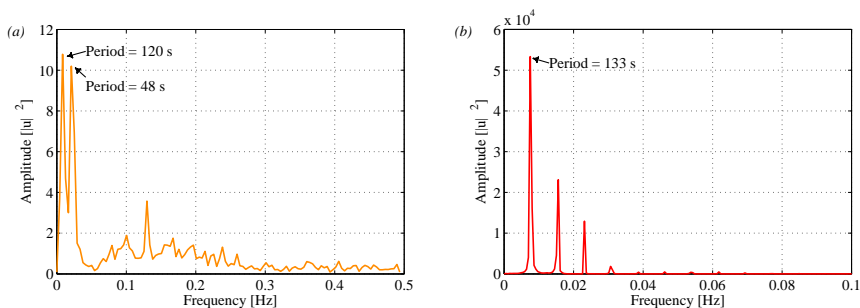 (a)
12
10
8
6
4
2
0
Amplitude [|u| 2]
Period = 120 s
Period = 48 s
0 0.1 0.2 0.3 0.4 0.5
Frequency [Hz]
(b)
x 10 4
6
5
4
3
2
1
0
Amplitude [|u| 2]
Period = 133 s
0 0.02 0.04 0.06 0.08 0.1
Frequency [Hz]